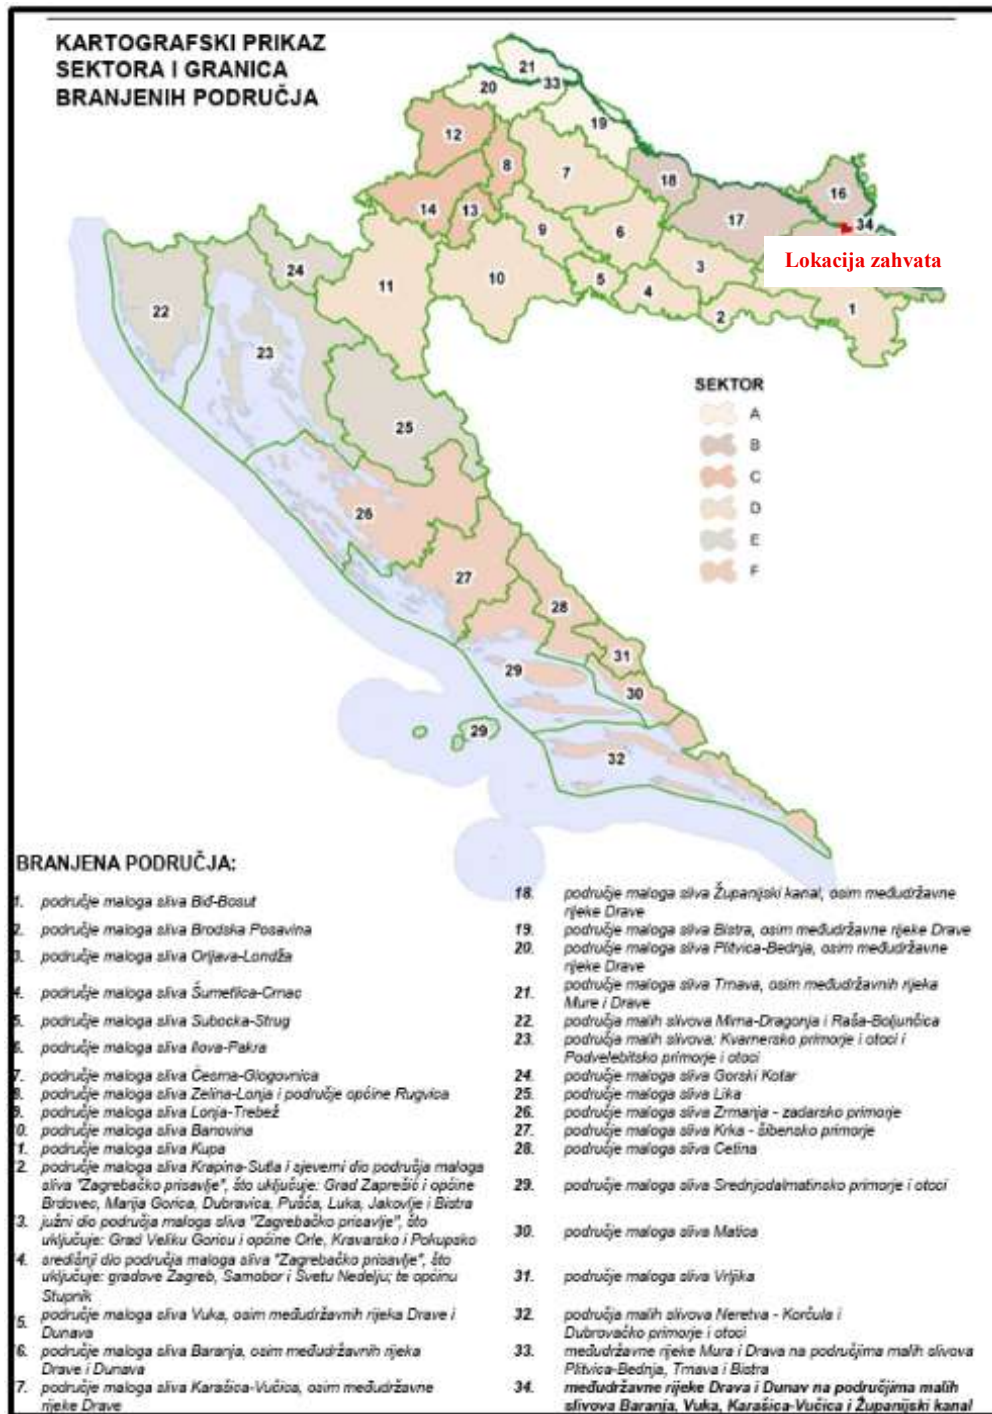 KARTOGRAFSKI PRIKAZ
SEKTORA I GRANICA
BRANJENIH PODRUČJA
21
33
20
19
12
8
7
18
16
14
13
9
6
17
34
Lokacija zahvata
24
11
10
5
4
3
2
1
22
23
25
SEKTOR
A
B
C
D
E
F
26
27
28
31
29
30
29
32
BRANJENA PODRUČJA:
1. područje maloga sliva Biđ-Bosut
2. područje maloga sliva Brodska Posavina
3. područje maloga sliva Orljava-Londža
4. područje maloga sliva Šumetlica-Crnac
5. područje maloga sliva Subocka-Strug
6. područje maloga sliva Ilova-Pakra
7. područje maloga sliva Česma-Glogovnica
8. područje maloga sliva Zelina-Lonja i područje općine Rugvica
9. područje maloga sliva Lonja-Trebež
10. područje maloga sliva Banovina
11. područje maloga sliva Kupa
12. područje maloga sliva Krapina-Sutla i sjeverni dio područja maloga
sliva "Zagrebačko prisavlje", što uključuje: Grad Zaprešić i općine
Brdovec, Marija Gorica, Dubravica, Pušća, Luka, Jakovlje i Bistra
13. južni dio područja maloga sliva "Zagrebačko prisavlje", što
uključuje: Grad Veliku Goricu i općine Orle, Kravarsko i Pokupsko
14. središnji dio područja maloga sliva "Zagrebačko prisavlje", što
uključuje: gradove Zagreb, Samobor i Svetu Nedelju; te općinu
Stupnik
15. područje maloga sliva Vuka, osim međudržavnih rijeka Drave i
Dunava
16. područje maloga sliva Baranja, osim međudržavnih rijeka
Drave i Dunava
17. područje maloga sliva Karašica-Vučica, osim međudržavne
rijeke Drave
18. područje maloga sliva Županijski kanal, osim međudržavne
rijeke Drave
19. područje maloga sliva Bistra, osim međudržavne rijeke Drave
20. područje maloga sliva Plitvica-Bednja, osim međudržavne
rijeke Drave
21. područje maloga sliva Trnava, osim međudržavnih rijeka
Mure i Drave
22. područja malih slivova Mirna-Dragonja i Raša-Boljunčica
23. područja malih slivova: Kvarnersko primorje i otoci i
Podvelebitsko primorje i otoci
24. područje maloga sliva Gorski Kotar
25. područje maloga sliva Lika
26. područje maloga sliva Zrmanja - zadarsko primorje
27. područje maloga sliva Krka - šibensko primorje
28. područje maloga sliva Cetina
29. područje maloga sliva Srednjodalmatinsko primorje i otoci
30. područje maloga sliva Matica
31. područje maloga sliva Vrljika
32. područja malih slivova Neretva - Korčula i
Dubrovačko primorje i otoci
33. međudržavne rijeke Mura i Drava na područjima malih slivova
Plitvica-Bednja, Trnava i Bistra
34. međudržavne rijeke Drava i Dunav na područjima malih
slivova Baranja, Vuka, Karašica-Vučica i Županijski kanal